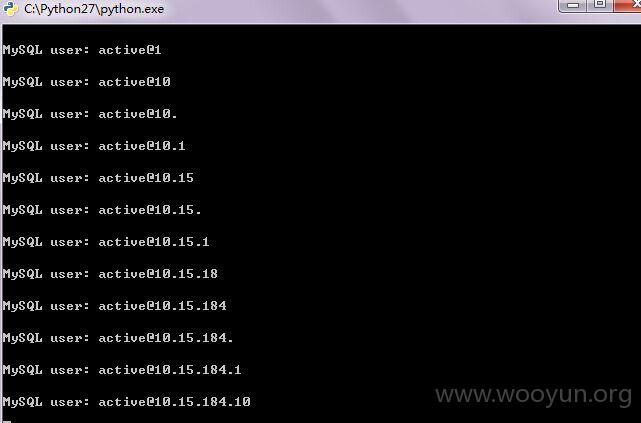 C:\Python27\python.exe
MySQL user: active@1
MySQL user: active@10
MySQL user: active@10.
MySQL user: active@10.1
MySQL user: active@10.15
MySQL user: active@10.15.
MySQL user: active@10.15.1
MySQL user: active@10.15.18
MySQL user: active@10.15.184
MySQL user: active@10.15.184.
MySQL user: active@10.15.184.1
MySQL user: active@10.15.184.10
www.wooyun.org